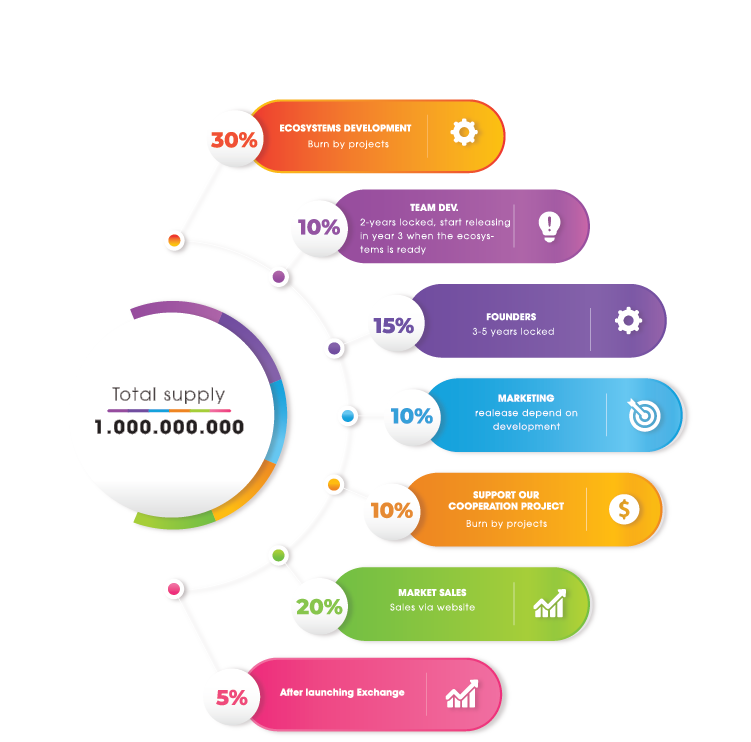 30%
ECOSYSTEMS DEVELOPMENT
Burn by projects
10%
TEAM DEV.
2-years locked, start releasing
in year 3 when the ecosys-
tems is ready
15%
FOUNDERS
3-5 years locked
Total supply
1.000.000.000
10%
MARKETING
realease depend on
development
10%
SUPPORT OUR
COOPERATION PROJECT
Burn by projects
20%
MARKET SALES
Sales via website
5%
After launching Exchange